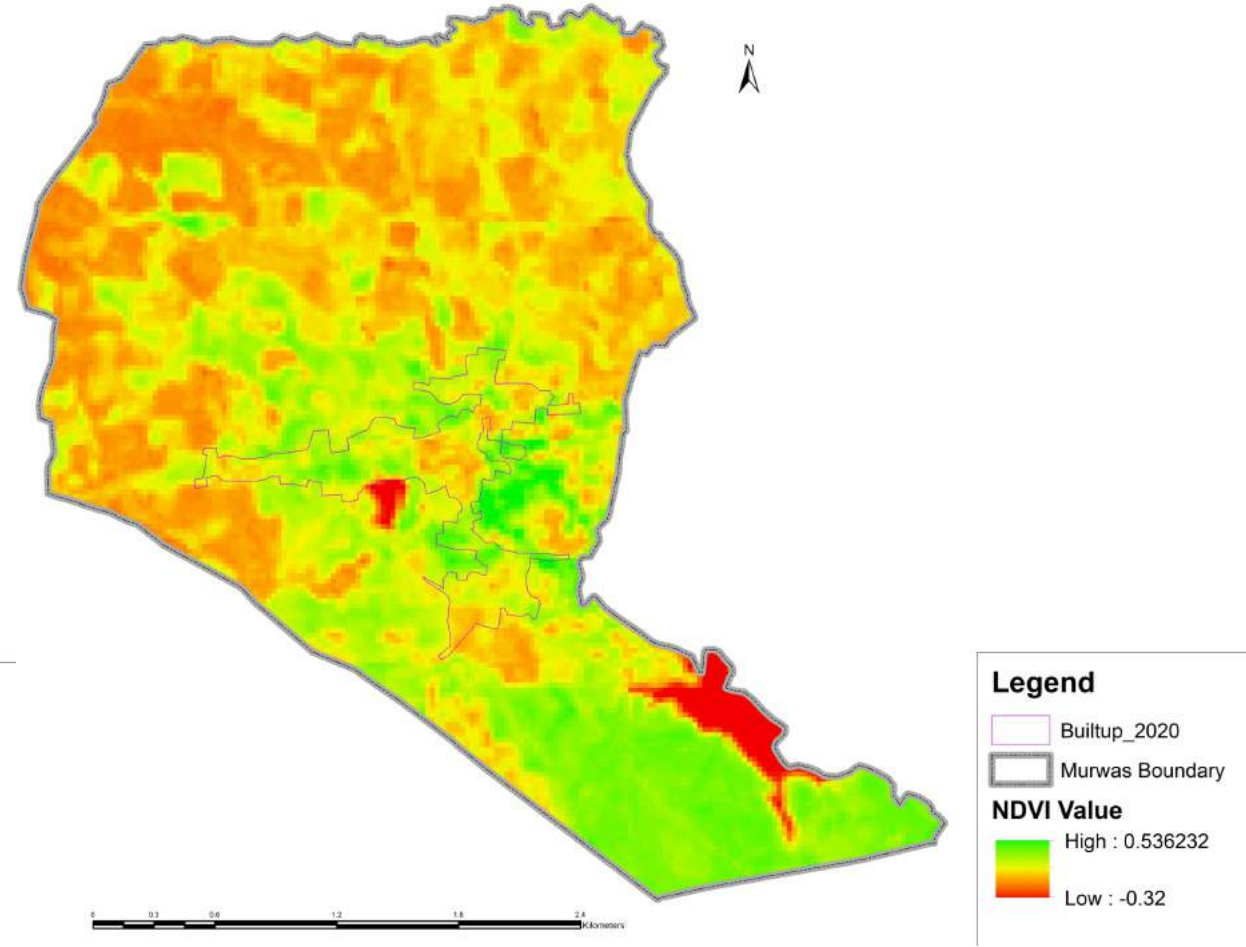 N
Legend
Builtup_2020
Murwas Boundary
NDVI Value
High : 0.536232
Low : -0.32
0 0.3 0.6 1.2 1.8 2.4
Kilometers